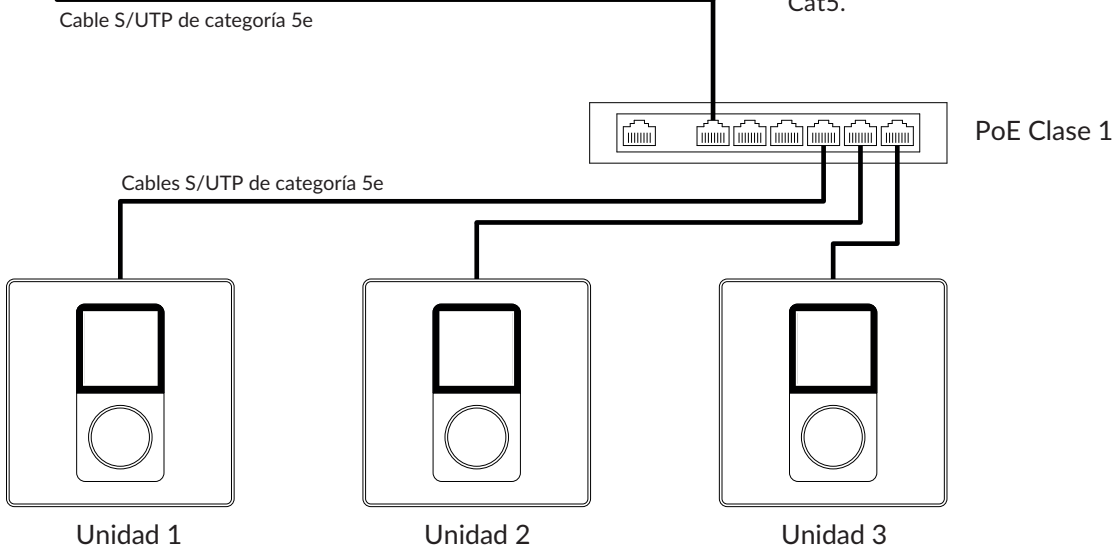 Cat5.
Cable S/UTP de categoría 5e
PoE Clase 1
Cables S/UTP de categoría 5e
Unidad 1
Unidad 2
Unidad 3